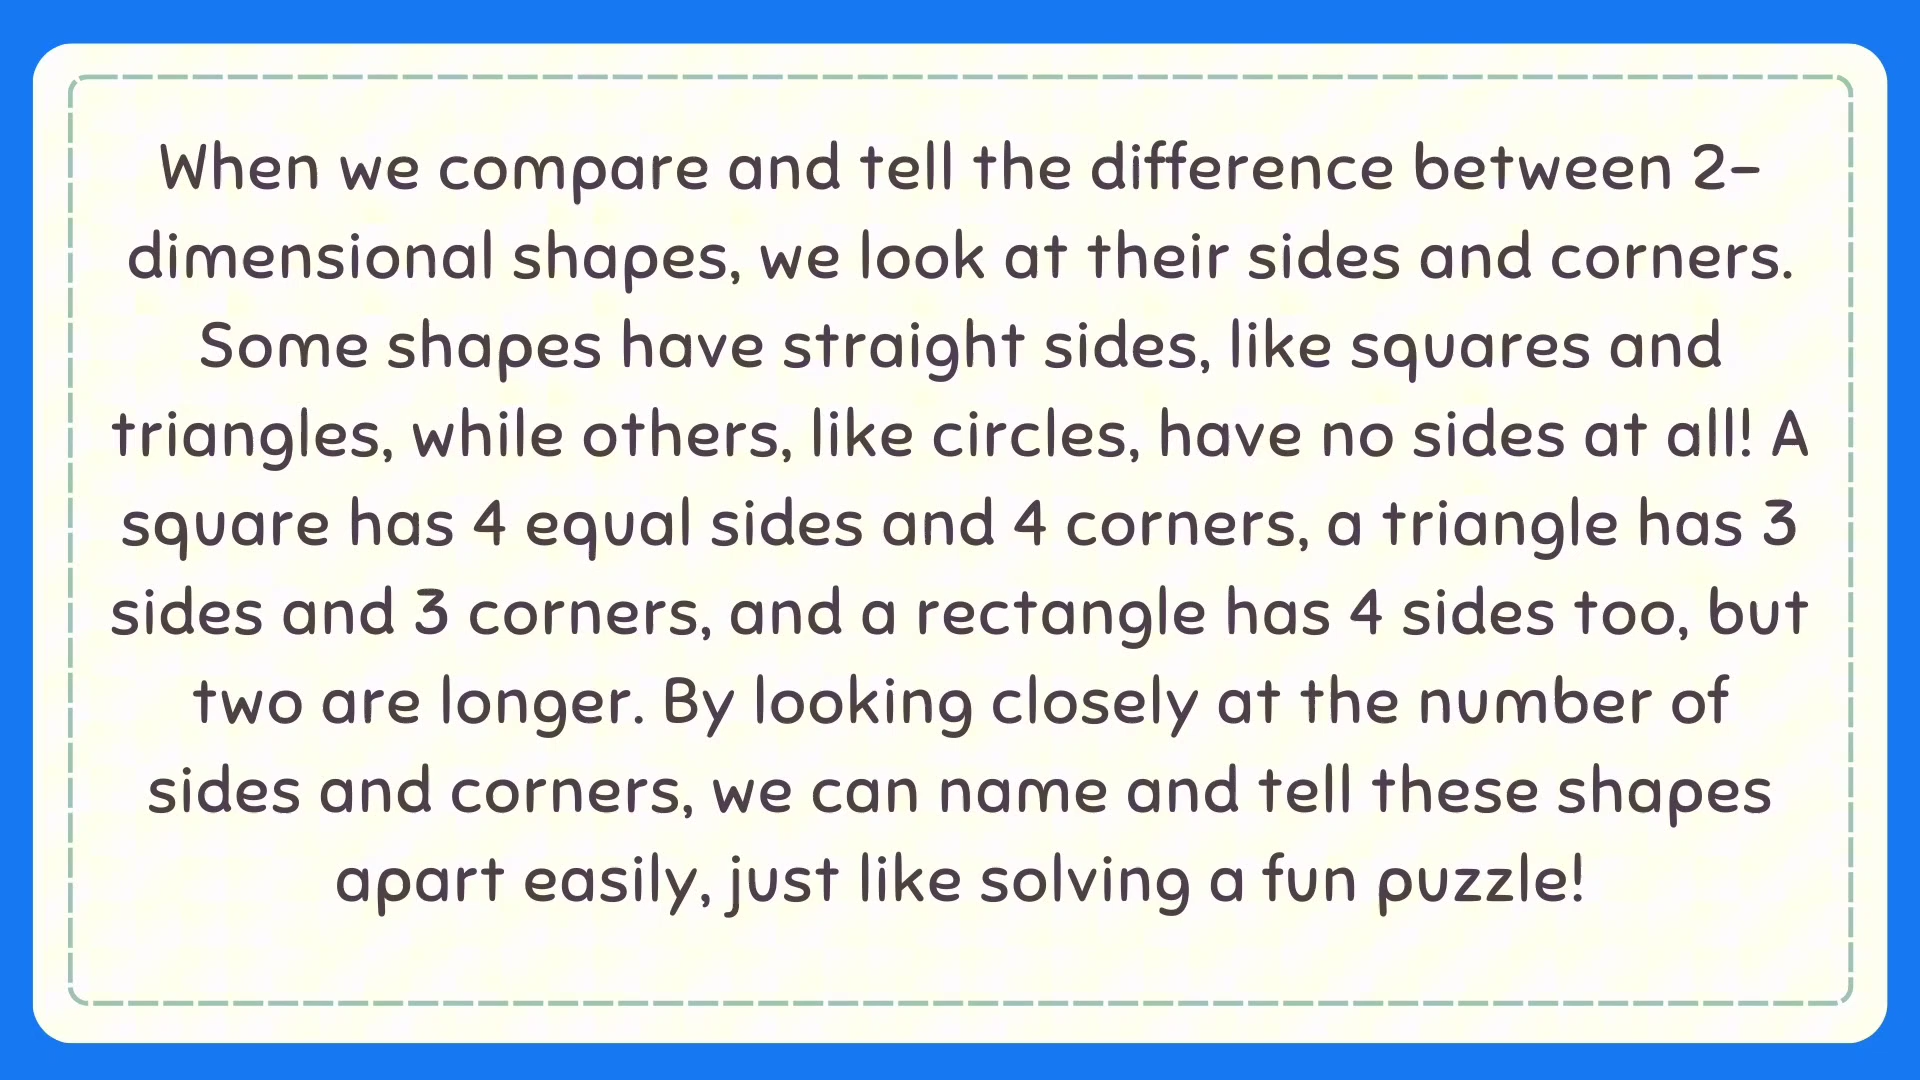 When we compare and tell the difference between 2-
dimensional shapes, we look at their sides and corners.
Some shapes have straight sides, like squares and
triangles, while others, like circles, have no sides at all! A
square has 4 equal sides and 4 corners, a triangle has 3
sides and 3 corners, and a rectangle has 4 sides too, but
two are longer. By looking closely at the number of
sides and corners, we can name and tell these shapes
apart easily, just like solving a fun puzzle!